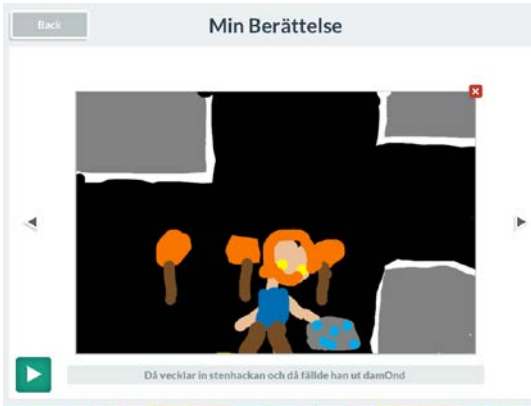 Back
Min Berättelse
Då vecklar in stenhackan och då fällde han ut damOnd